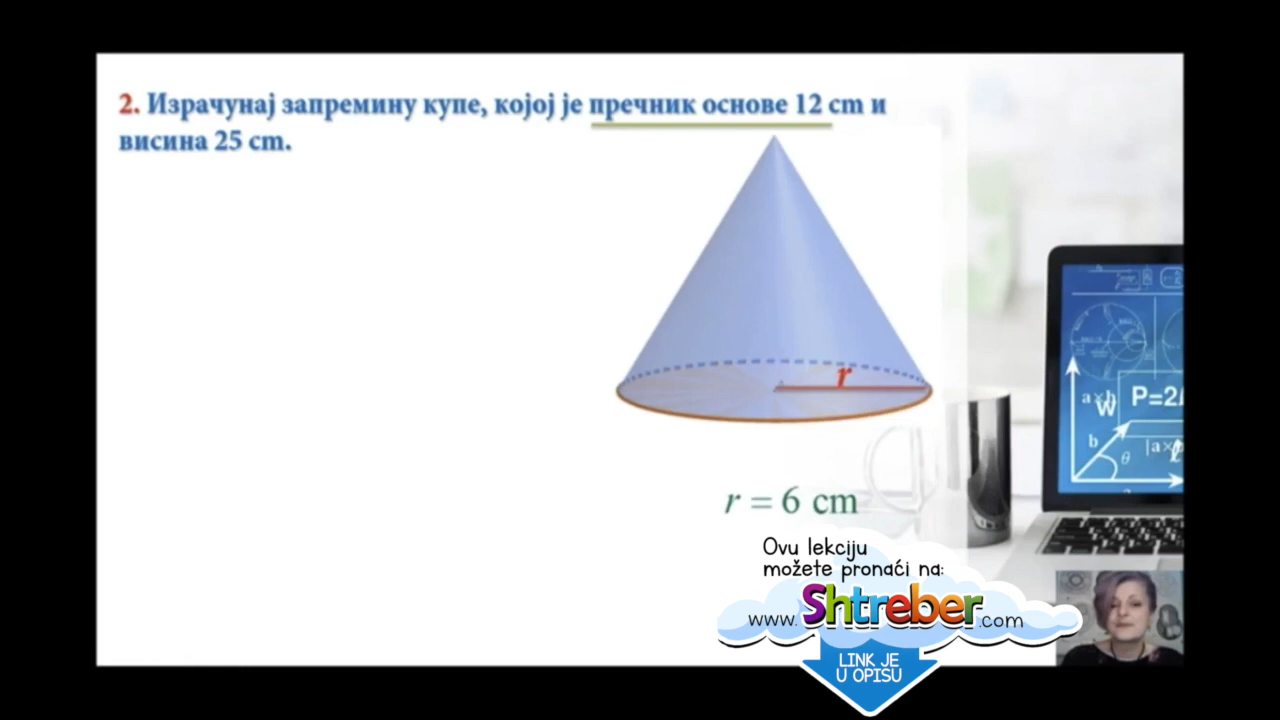 2. Израчунај запремину купе, којој је пречник основе 12 cm и
висина 25 cm.
r
r = 6 cm
Ovu lekciju
možete pronaći na:
www.Shtreber.com
LINK JE
U OPISU
a×b
W
P=2
b
θ
|a×
ℓ